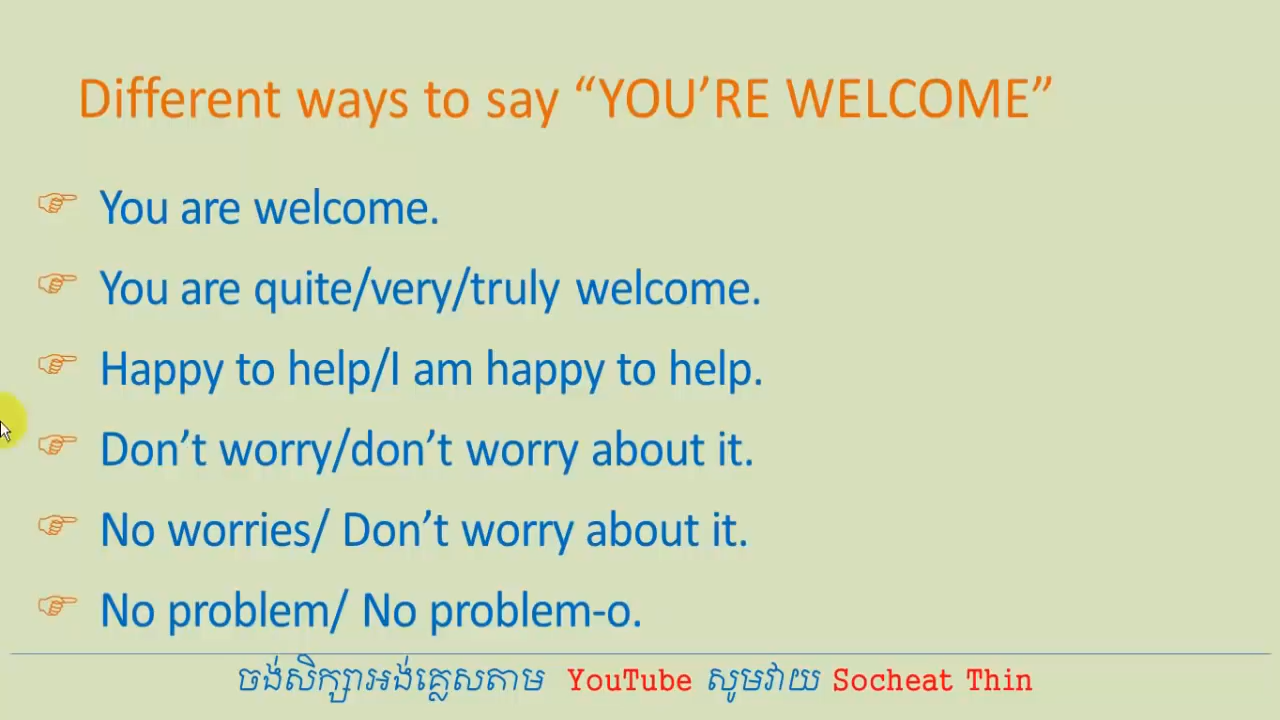 Different ways to say “YOU’RE WELCOME”
You are welcome.
You are quite/very/truly welcome.
Happy to help/I am happy to help.
Don’t worry/don’t worry about it.
No worries/ Don’t worry about it.
No problem/ No problem-o.
ចង់សិក្សាអង់គ្លេសតាម YouTube សូមវាយ Socheat Thin